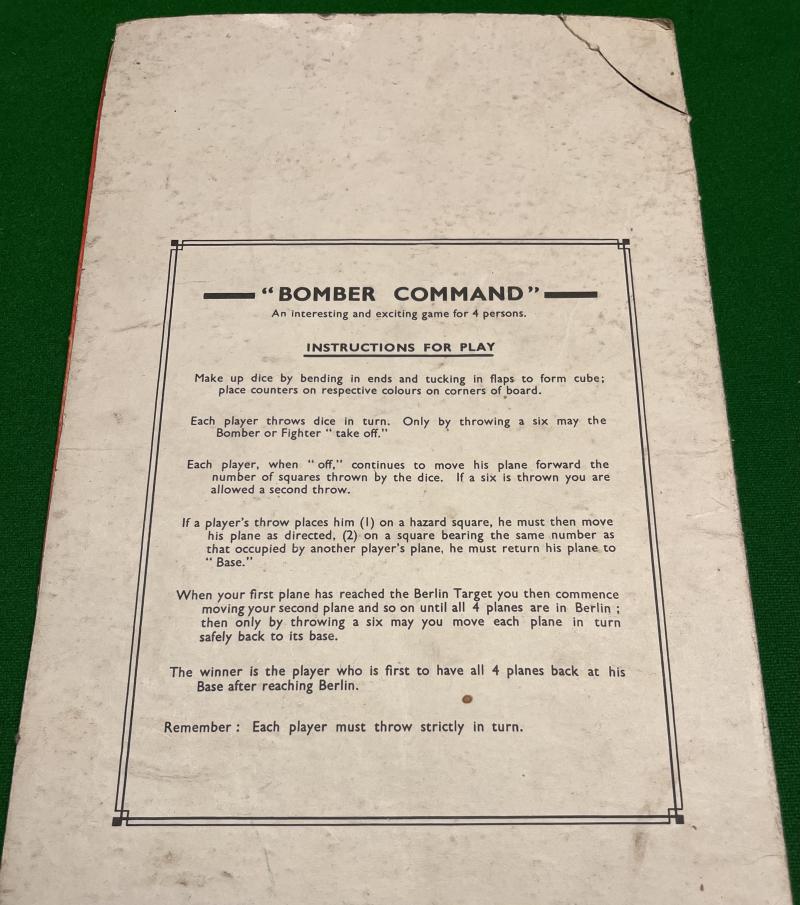 "BOMBER COMMAND"
An interesting and exciting game for 4 persons.
INSTRUCTIONS FOR PLAY
Make up dice by bending in ends and tucking in flaps to form cube;
place counters on respective colours on corners of board.
Each player throws dice in turn. Only by throwing a six may the
Bomber or Fighter "take off."
Each player, when "off," continues to move his plane forward the
number of squares thrown by the dice. If a six is thrown you are
allowed a second throw.
If a player's throw places him (1) on a hazard square, he must then move
his plane as directed, (2) on a square bearing the same number as
that occupied by another player's plane, he must return his plane to
"Base."
When your first plane has reached the Berlin Target you then commence
moving your second plane and so on until all 4 planes are in Berlin;
then only by throwing a six may you move each plane in turn
safely back to its base.
The winner is the player who is first to have all 4 planes back at his
Base after reaching Berlin.
Remember: Each player must throw strictly in turn.